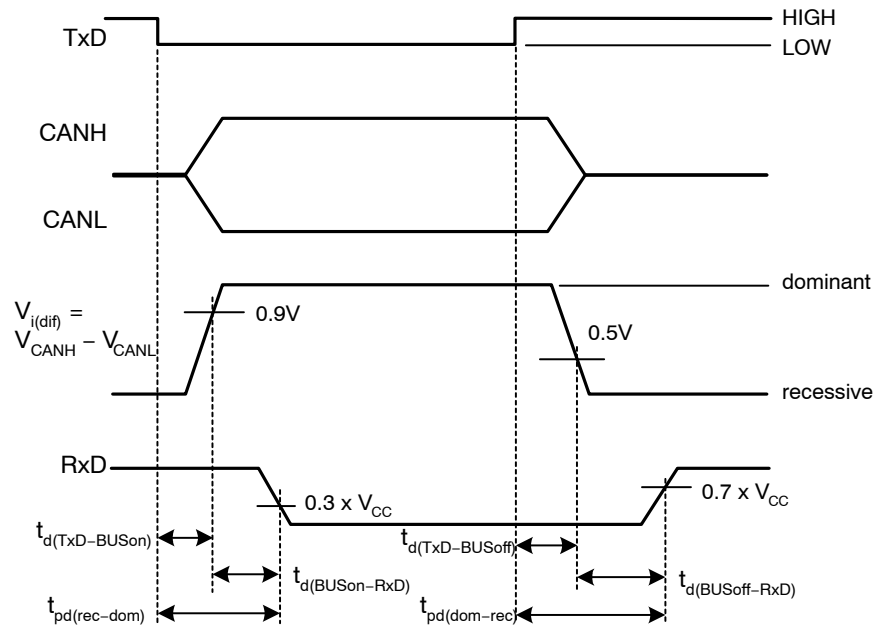 HIGH
TxD
LOW
CANH
CANL
dominant
V_i(dif) =
V_CANH − V_CANL
0.9V
0.5V
recessive
RxD
0.3 x V_CC
0.7 x V_CC
t_d(TxD−BUSon)
t_d(TxD−BUSoff)
t_d(BUSon−RxD)
t_d(BUSoff−RxD)
t_pd(rec−dom)
t_pd(dom−rec)